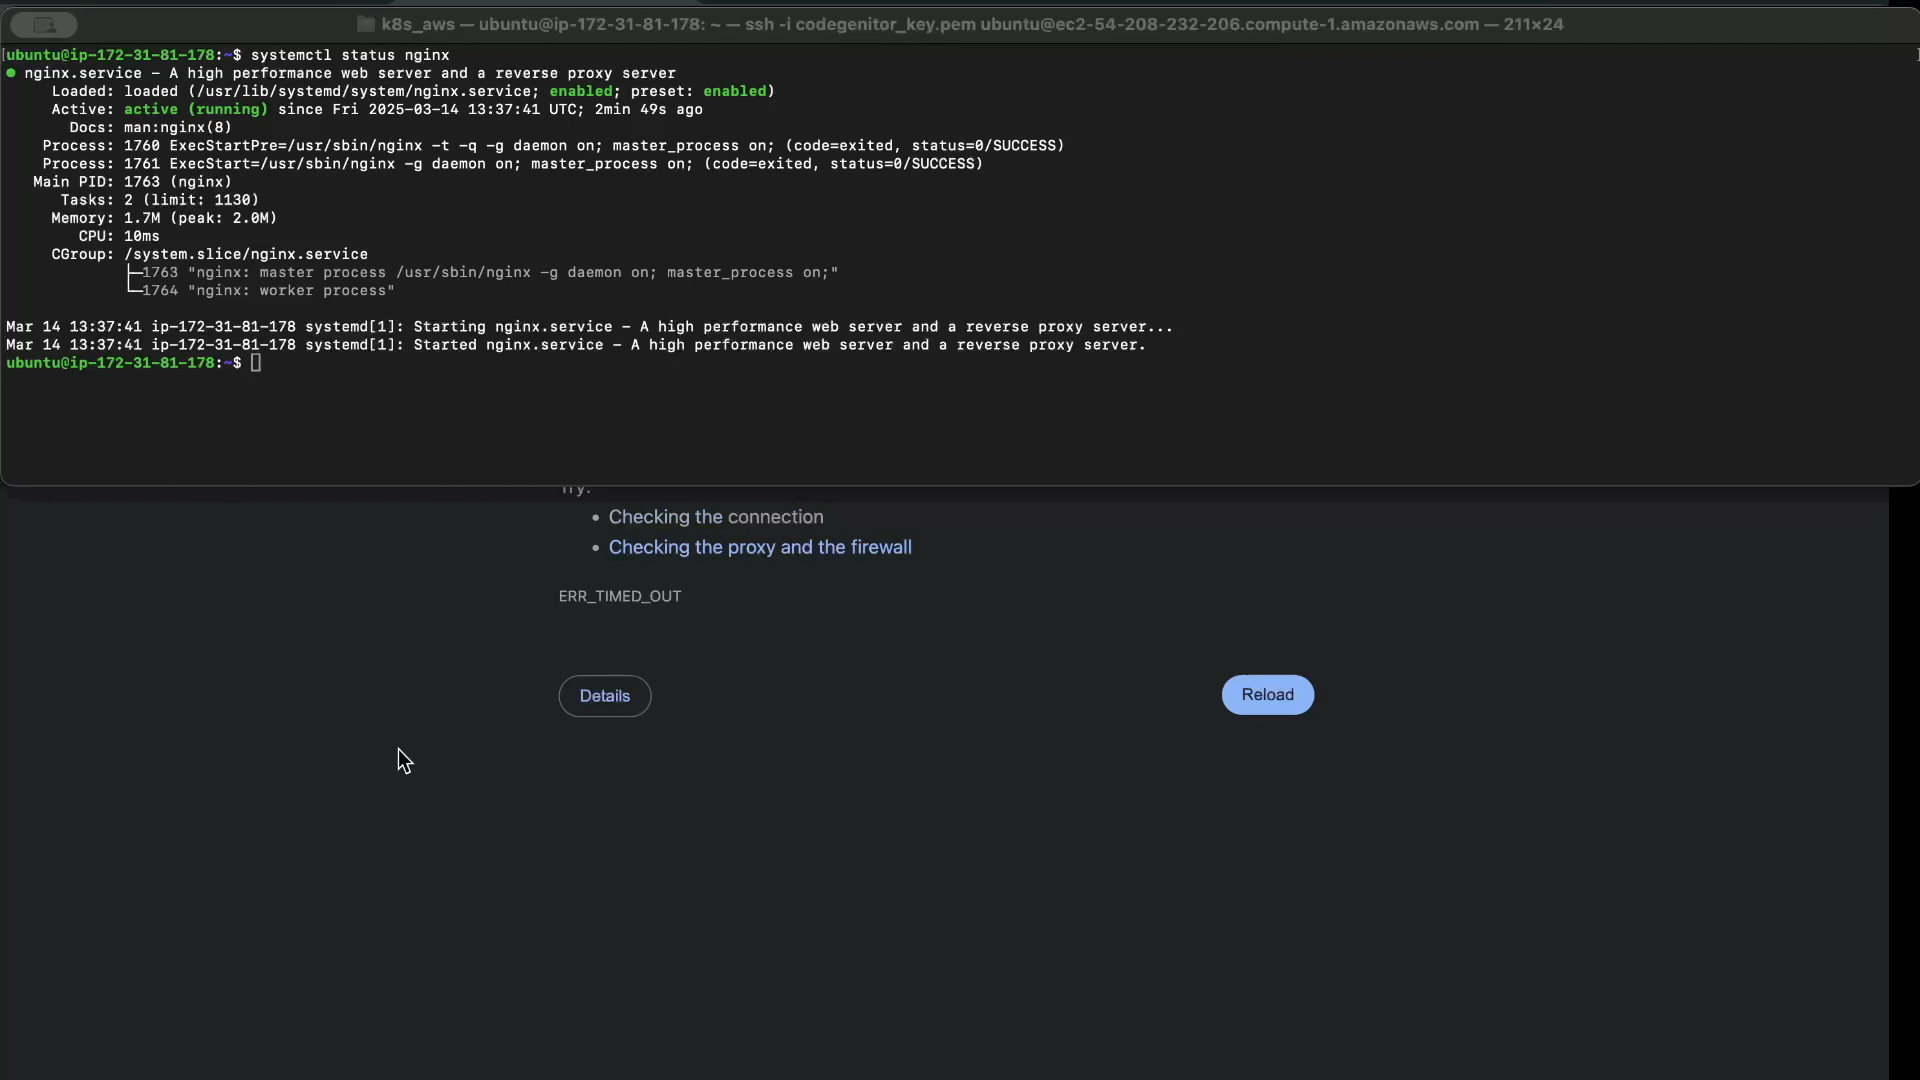 k8s_aws — ubuntu@ip-172-31-81-178: ~ — ssh -i codegenitor_key.pem ubuntu@ec2-54-208-232-206.compute-1.amazonaws.com — 211×24
[ubuntu@ip-172-31-81-178:~$ systemctl status nginx ]
● nginx.service - A high performance web server and a reverse proxy server
Loaded: loaded (/usr/lib/systemd/system/nginx.service; enabled; preset: enabled)
Active: active (running) since Fri 2025-03-14 13:37:41 UTC; 2min 49s ago
Docs: man:nginx(8)
Process: 1760 ExecStartPre=/usr/sbin/nginx -t -q -g daemon on; master_process on; (code=exited, status=0/SUCCESS)
Process: 1761 ExecStart=/usr/sbin/nginx -g daemon on; master_process on; (code=exited, status=0/SUCCESS)
Main PID: 1763 (nginx)
Tasks: 2 (limit: 1130)
Memory: 1.7M (peak: 2.0M)
CPU: 10ms
CGroup: /system.slice/nginx.service
├─1763 "nginx: master process /usr/sbin/nginx -g daemon on; master_process on;"
└─1764 "nginx: worker process"
Mar 14 13:37:41 ip-172-31-81-178 systemd[1]: Starting nginx.service - A high performance web server and a reverse proxy server...
Mar 14 13:37:41 ip-172-31-81-178 systemd[1]: Started nginx.service - A high performance web server and a reverse proxy server.
ubuntu@ip-172-31-81-178:~$
Try:
• Checking the connection
• Checking the proxy and the firewall
ERR_TIMED_OUT
Details
Reload